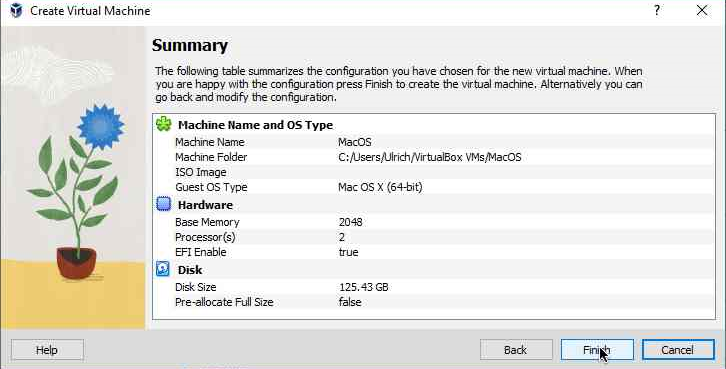 Create Virtual Machine
?
Summary
The following table summarizes the configuration you have chosen for the new virtual machine. When
you are happy with the configuration press Finish to create the virtual machine. Alternatively you can
go back and modify the configuration.
Machine Name and OS Type
Machine Name MacOS
Machine Folder C:/Users/Ulrich/VirtualBox VMs/MacOS
ISO Image
Guest OS Type Mac OS X (64-bit)
Hardware
Base Memory 2048
Processor(s) 2
EFI Enable true
Disk
Disk Size 125.43 GB
Pre-allocate Full Size false
Help Back Finish Cancel